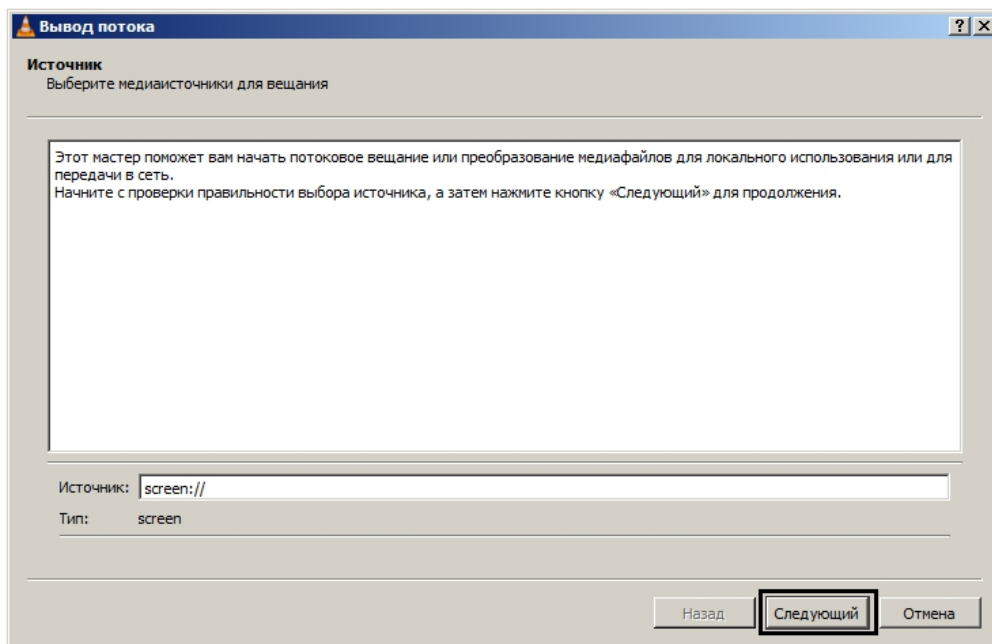 Вывод потока
Источник
Выберите медиаисточники для вещания
Этот мастер поможет вам начать потоковое вещание или преобразование медиафайлов для локального использования или для
передачи в сеть.
Начните с проверки правильности выбора источника, а затем нажмите кнопку «Следующий» для продолжения.
Источник: screen://
Тип: screen
Назад Следующий Отмена